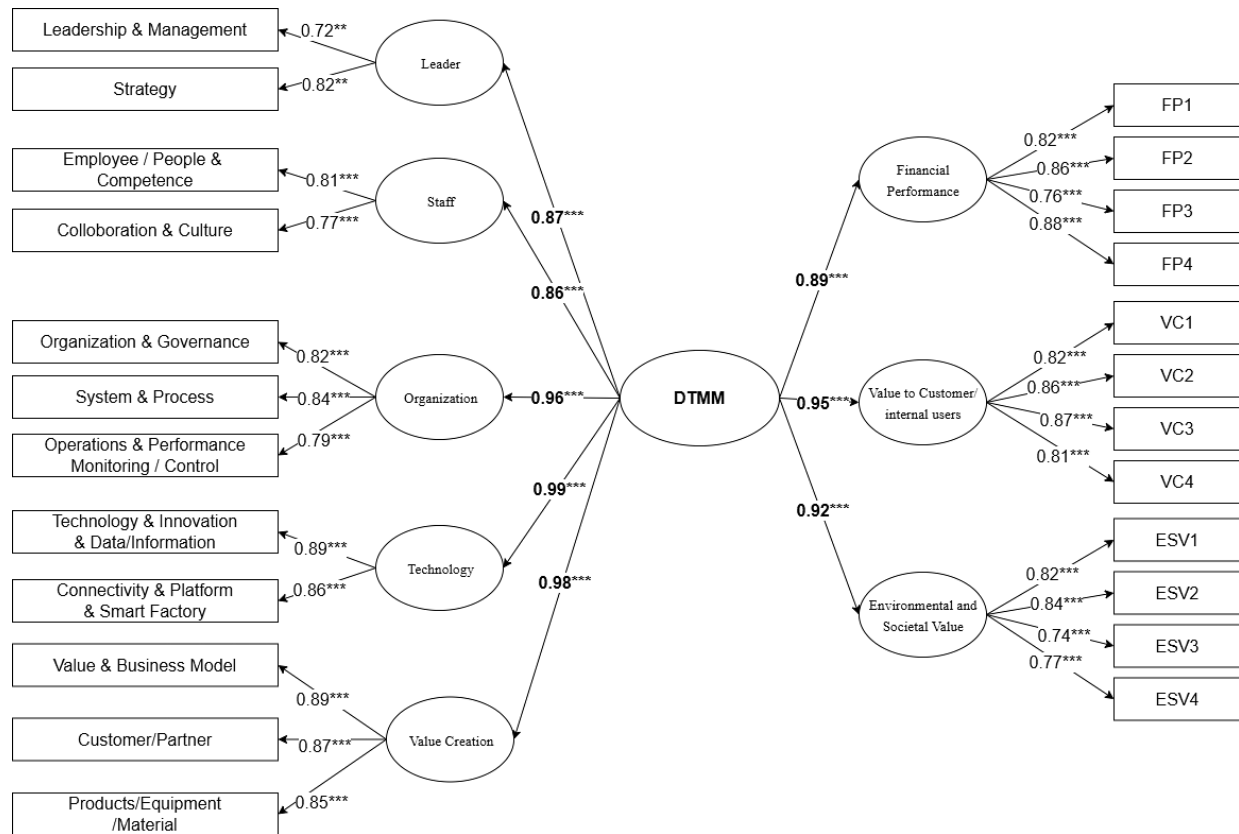 Leadership & Management
0.72**
Leader
Strategy
0.82**
Employee / People &
Competence
0.81***
Staff
Colloboration & Culture
0.77***
Organization & Governance
0.82***
System & Process
0.84***
Organization
Operations & Performance
Monitoring / Control
0.79***
Technology & Innovation
& Data/Information
0.89***
Technology
Connectivity & Platform
& Smart Factory
0.86***
Value & Business Model
0.89***
Customer/Partner
0.87***
Value Creation
Products/Equipment
/Material
0.85***
0.87***
0.86***
0.96***
0.99***
0.98***
DTMM
0.89***
0.95***
0.92***
Financial
Performance
0.82***
FP1
0.86***
FP2
0.76***
FP3
0.88***
FP4
Value to Customer/
internal users
0.82***
VC1
0.86***
VC2
0.87***
VC3
0.81***
VC4
Environmental and
Societal Value
0.82***
ESV1
0.84***
ESV2
0.74***
ESV3
0.77***
ESV4